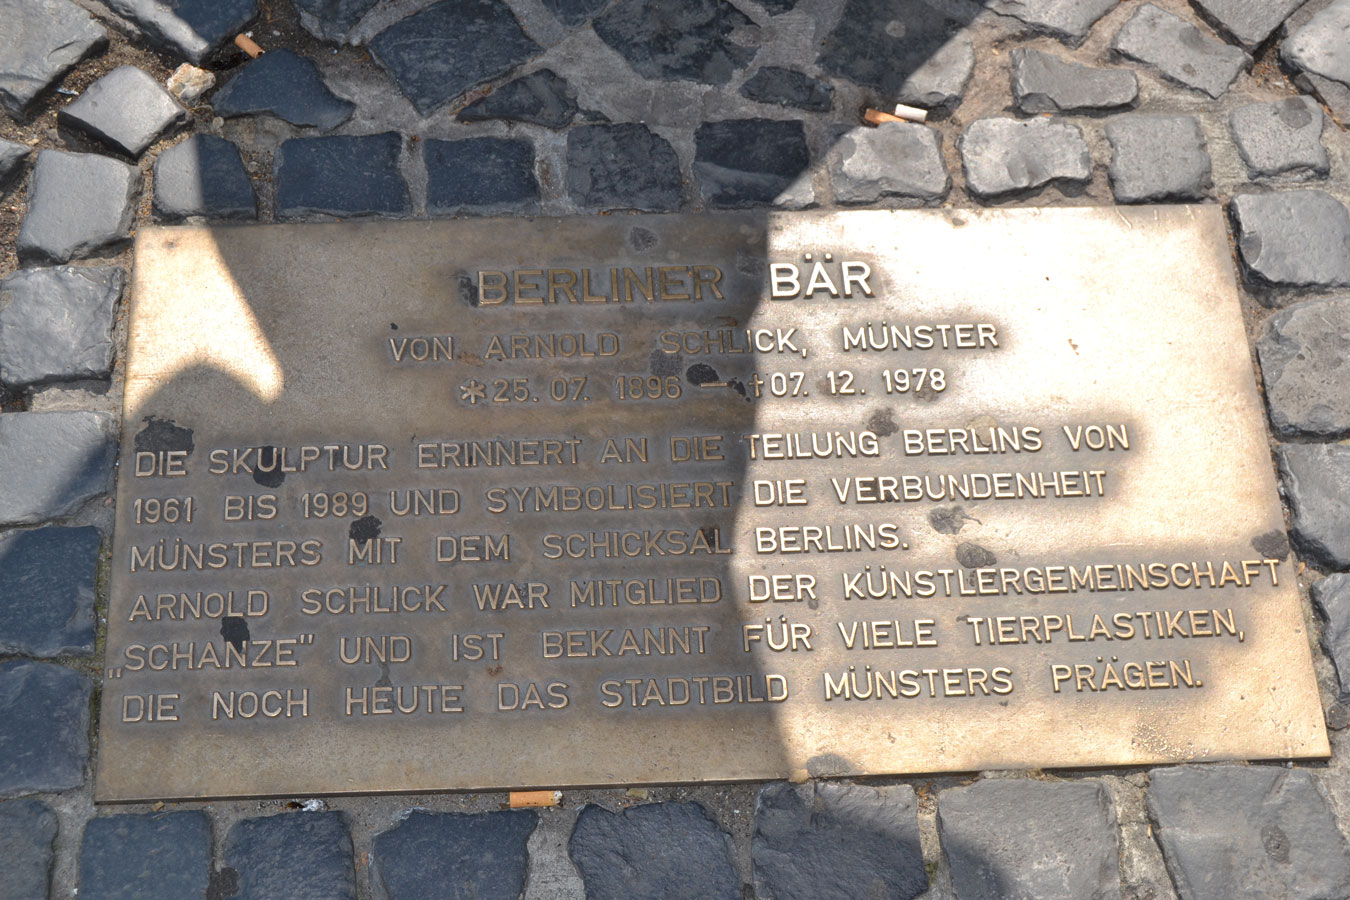 BERLINER BÄR
VON ARNOLD SCHLICK, MÜNSTER
*25. 07. 1896 — †07. 12. 1978
DIE SKULPTUR ERINNERT AN DIE TEILUNG BERLINS VON
1961 BIS 1989 UND SYMBOLISIERT DIE VERBUNDENHEIT
MÜNSTERS MIT DEM SCHICKSAL BERLINS.
ARNOLD SCHLICK WAR MITGLIED DER KÜNSTLERGEMEINSCHAFT
„SCHANZE” UND IST BEKANNT FÜR VIELE TIERPLASTIKEN,
DIE NOCH HEUTE DAS STADTBILD MÜNSTERS PRÄGEN.